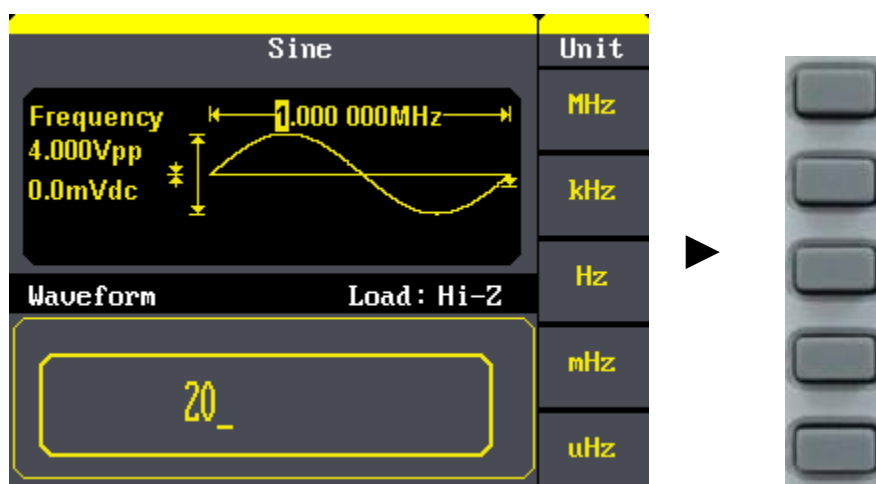 Sine
Unit
Frequency
1.000 000MHz
4.000Vpp
0.0mVdc
Waveform
Load: Hi-Z
20_
MHz
kHz
Hz
mHz
uHz